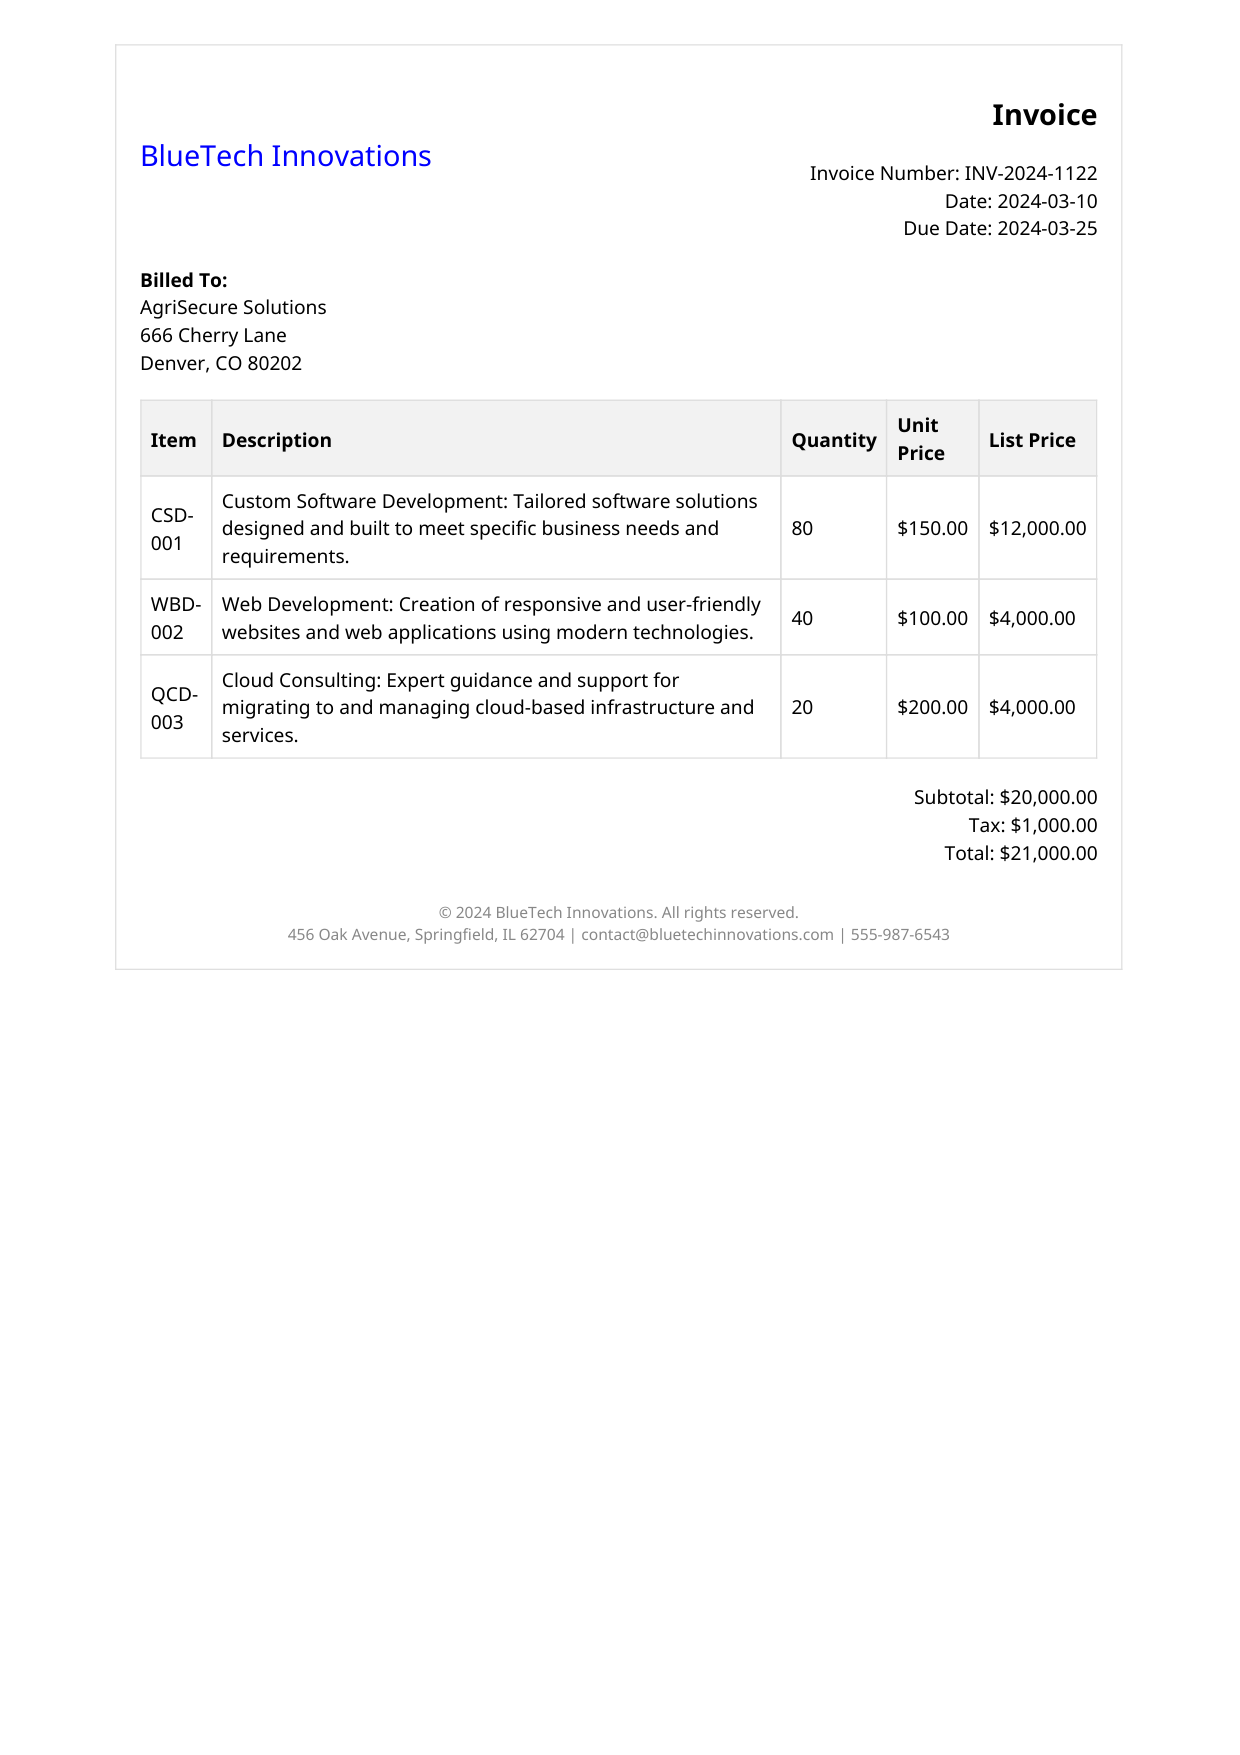 Invoice
BlueTech Innovations
Invoice Number: INV-2024-1122
Date: 2024-03-10
Due Date: 2024-03-25
Billed To:
AgriSecure Solutions
666 Cherry Lane
Denver, CO 80202
Item Description Quantity Unit Price List Price
CSD-001 Custom Software Development: Tailored software solutions
designed and built to meet specific business needs and
requirements. 80 $150.00 $12,000.00
WBD-002 Web Development: Creation of responsive and user-friendly
websites and web applications using modern technologies. 40 $100.00 $4,000.00
QCD-003 Cloud Consulting: Expert guidance and support for
migrating to and managing cloud-based infrastructure and
services. 20 $200.00 $4,000.00
Subtotal: $20,000.00
Tax: $1,000.00
Total: $21,000.00
© 2024 BlueTech Innovations. All rights reserved.
456 Oak Avenue, Springfield, IL 62704 | contact@bluetechinnovations.com | 555-987-6543